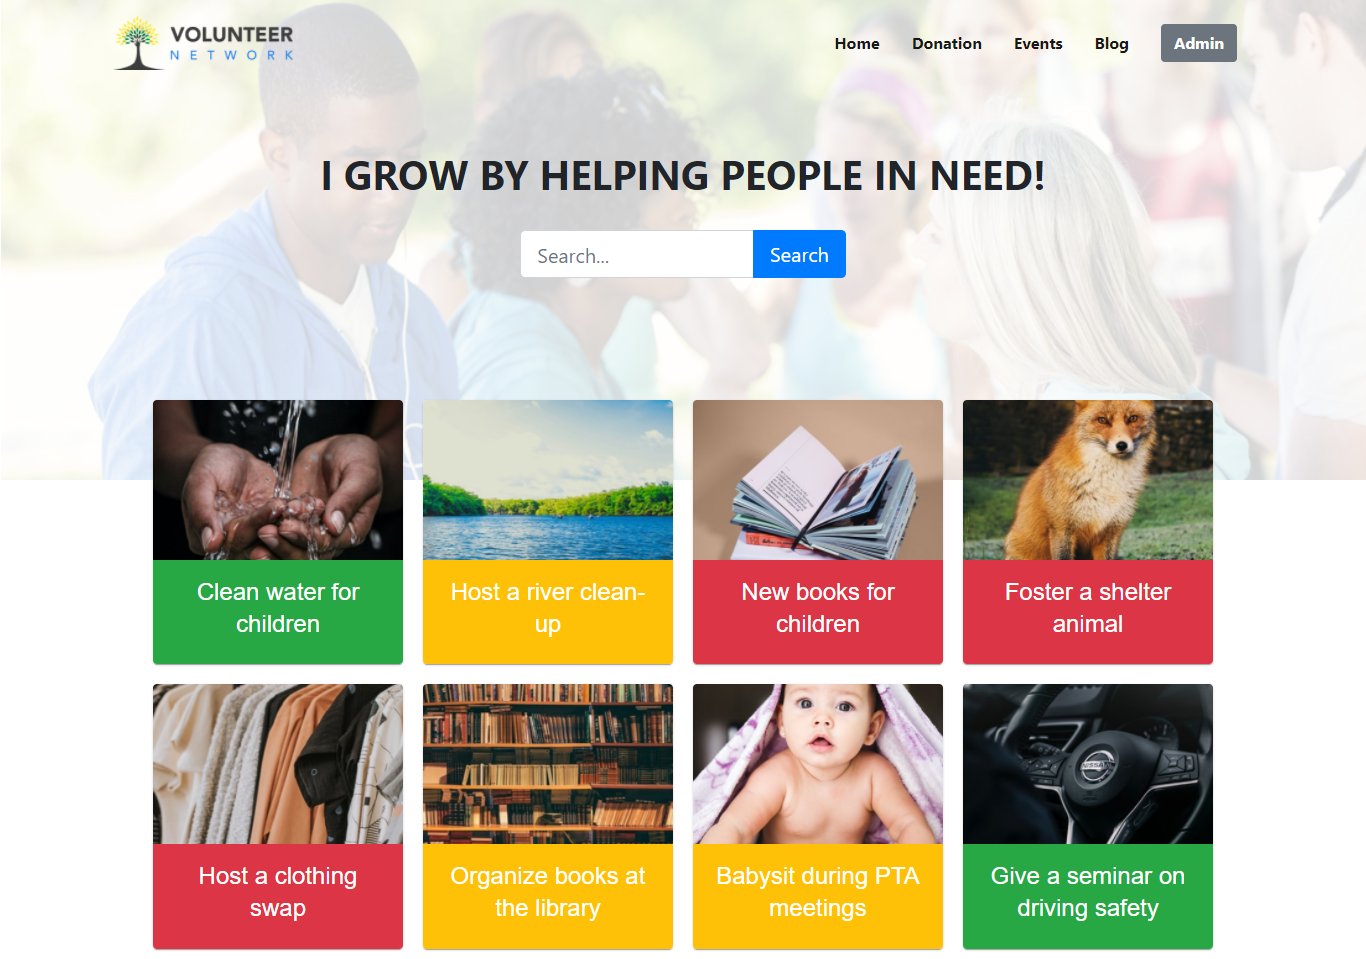 VOLUNTEER
NETWORK
Home
Donation
Events
Blog
Admin
I GROW BY HELPING PEOPLE IN NEED!
Search...
Search
Clean water for
children
Host a river clean-
up
New books for
children
Foster a shelter
animal
Host a clothing
swap
Organize books at
the library
Babysit during PTA
meetings
NISSAN
Give a seminar on
driving safety